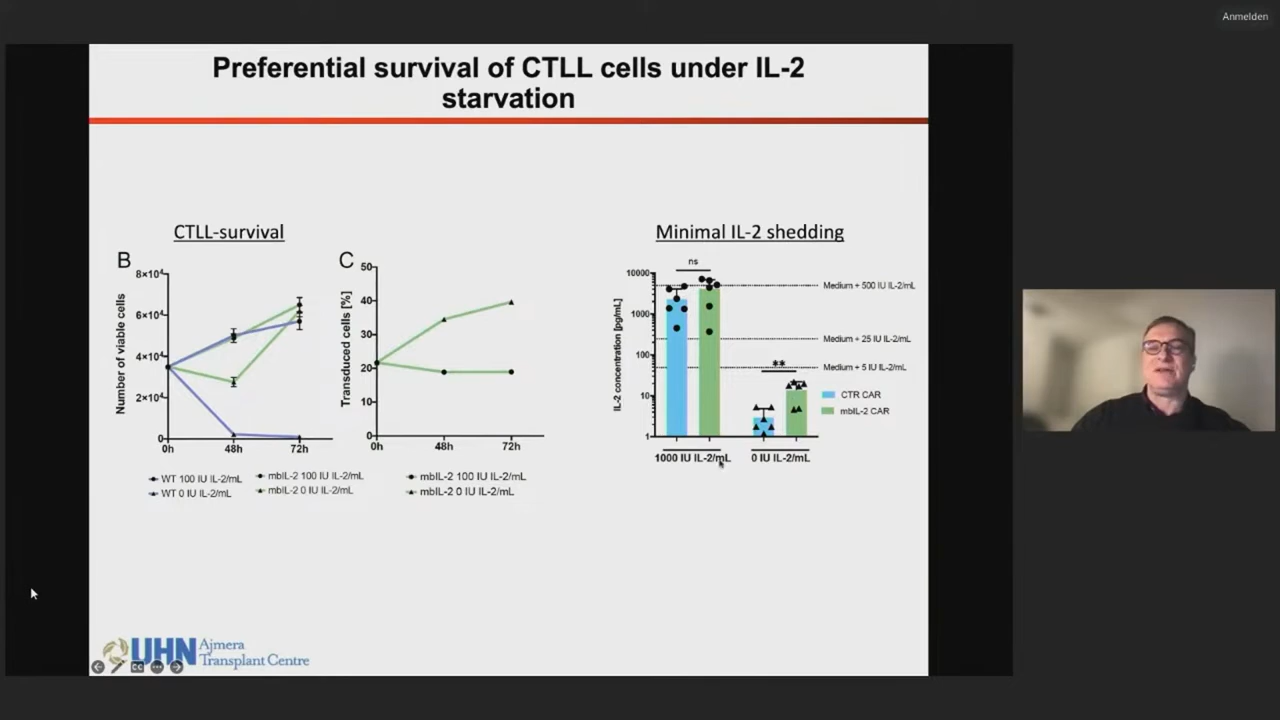 Anmelden
Preferential survival of CTLL cells under IL-2
starvation
CTLL-survival
Minimal IL-2 shedding
B
Number of viable cells
8×10⁴
6×10⁴
4×10⁴
2×10⁴
0
0h
48h
72h
WT 100 IU IL-2/mL
WT 0 IU IL-2/mL
mbIL-2 100 IU IL-2/mL
mbIL-2 0 IU IL-2/mL
C
Transduced cells [%]
50
40
30
20
10
0
0h
48h
72h
mbIL-2 100 IU IL-2/mL
mbIL-2 0 IU IL-2/mL
IL-2 concentration [pg/mL]
10000
1000
100
10
1
ns
**
Medium + 500 IU IL-2/mL
Medium + 25 IU IL-2/mL
Medium + 5 IU IL-2/mL
CTR CAR
mbIL-2 CAR
1000 IU IL-2/mL
0 IU IL-2/mL
UHN
Ajmera
Transplant Centre
CC